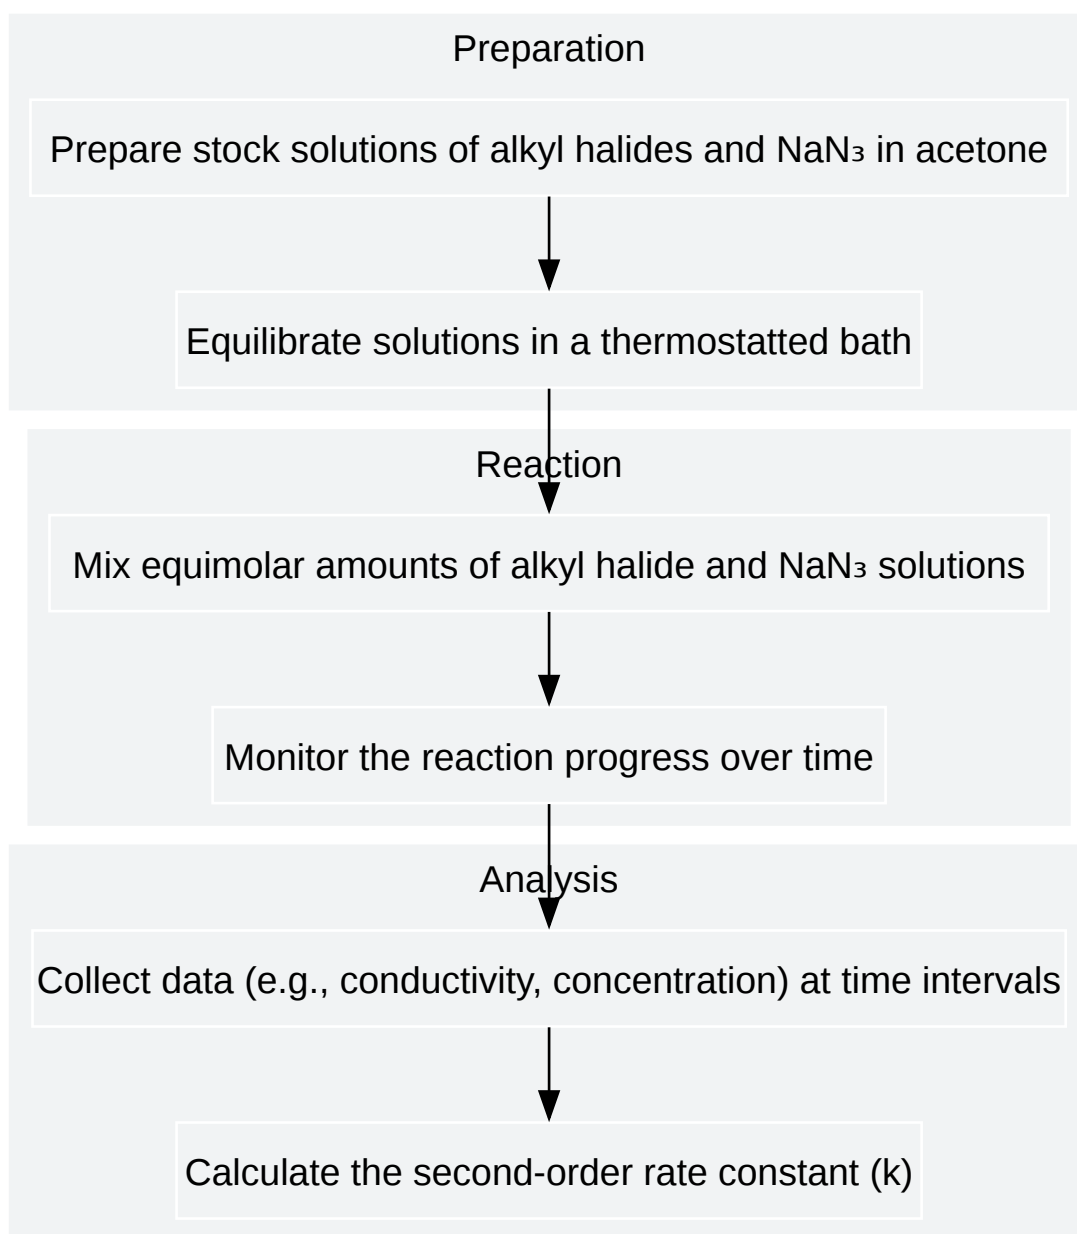 Preparation
Prepare stock solutions of alkyl halides and NaN₃ in acetone
Equilibrate solutions in a thermostatted bath
Reaction
Mix equimolar amounts of alkyl halide and NaN₃ solutions
Monitor the reaction progress over time
Analysis
Collect data (e.g., conductivity, concentration) at time intervals
Calculate the second-order rate constant (k)